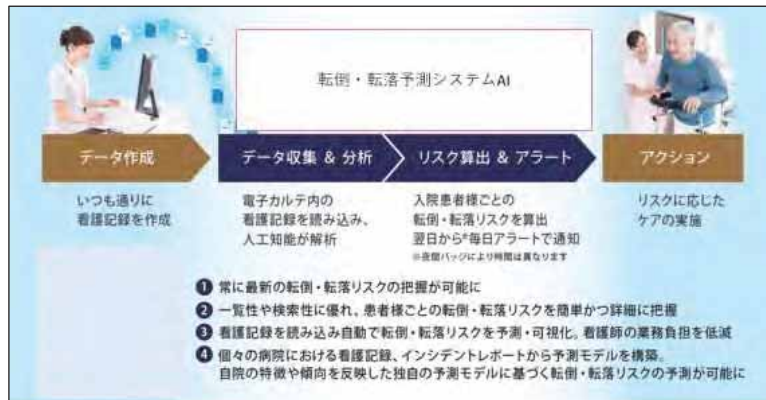 転倒・転落予測システムAI
データ作成
データ収集 & 分析
リスク算出 & アラート
アクション
いつも通りに
看護記録を作成
電子カルテ内の
看護記録を読み込み、
人工知能が解析
入院患者様ごとの
転倒・転落リスクを算出
翌日から*毎日アラートで通知
※夜間バッジにより時間は異なります
リスクに応じた
ケアの実施
❶ 常に最新の転倒・転落リスクの把握が可能に
❷ 一覧性や検索性に優れ、患者様ごとの転倒・転落リスクを簡単かつ詳細に把握
❸ 看護記録を読み込み自動で転倒・転落リスクを予測・可視化。看護師の業務負担を低減
❹ 個々の病院における看護記録、インシデントレポートから予測モデルを構築。
自院の特徴や傾向を反映した独自の予測モデルに基づく転倒・転落リスクの予測が可能に